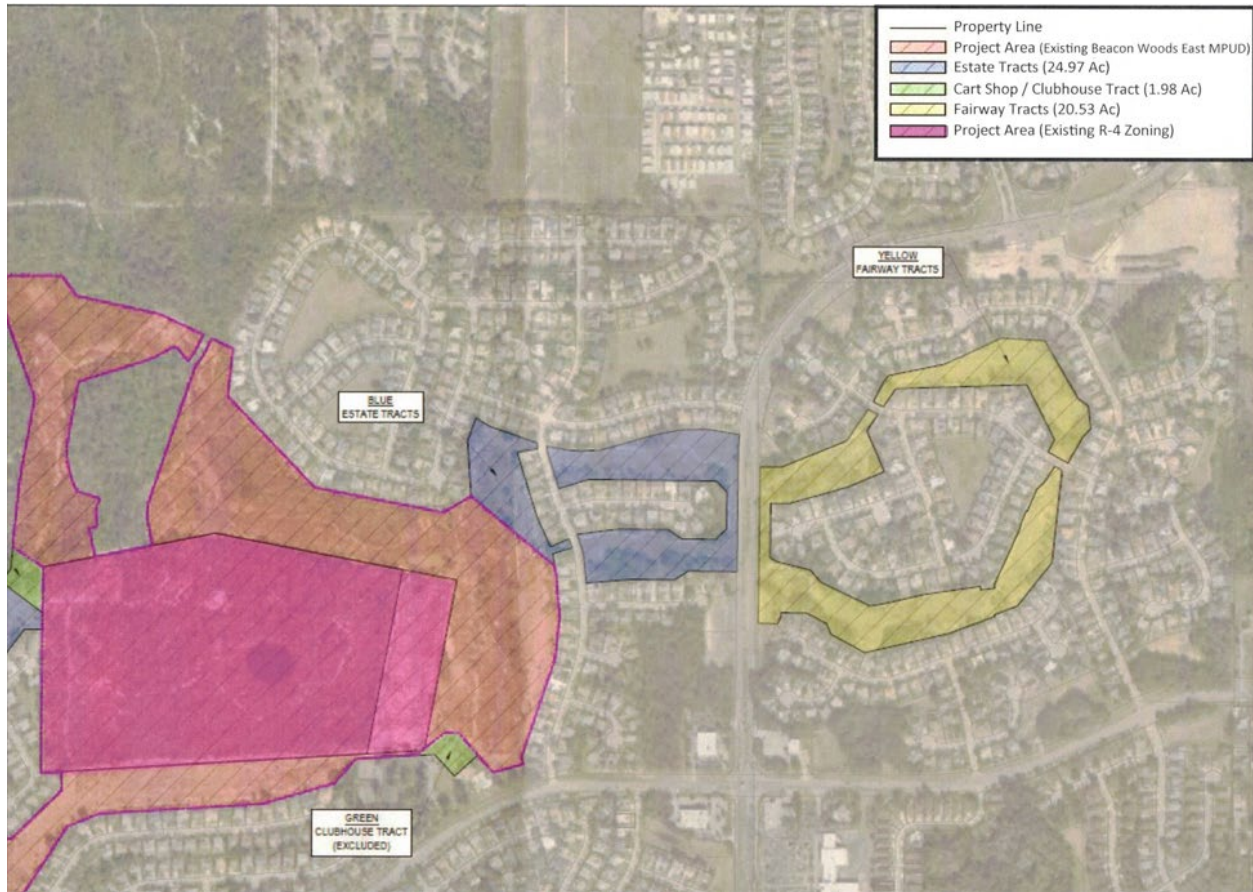 Property Line
Project Area (Existing Beacon Woods East MPUD)
Estate Tracts (24.97 Ac)
Cart Shop / Clubhouse Tract (1.98 Ac)
Fairway Tracts (20.53 Ac)
Project Area (Existing R-4 Zoning)
YELLOW
FAIRWAY TRACTS
BLUE
ESTATE TRACTS
GREEN
CLUBHOUSE TRACT
(EXCLUDED)